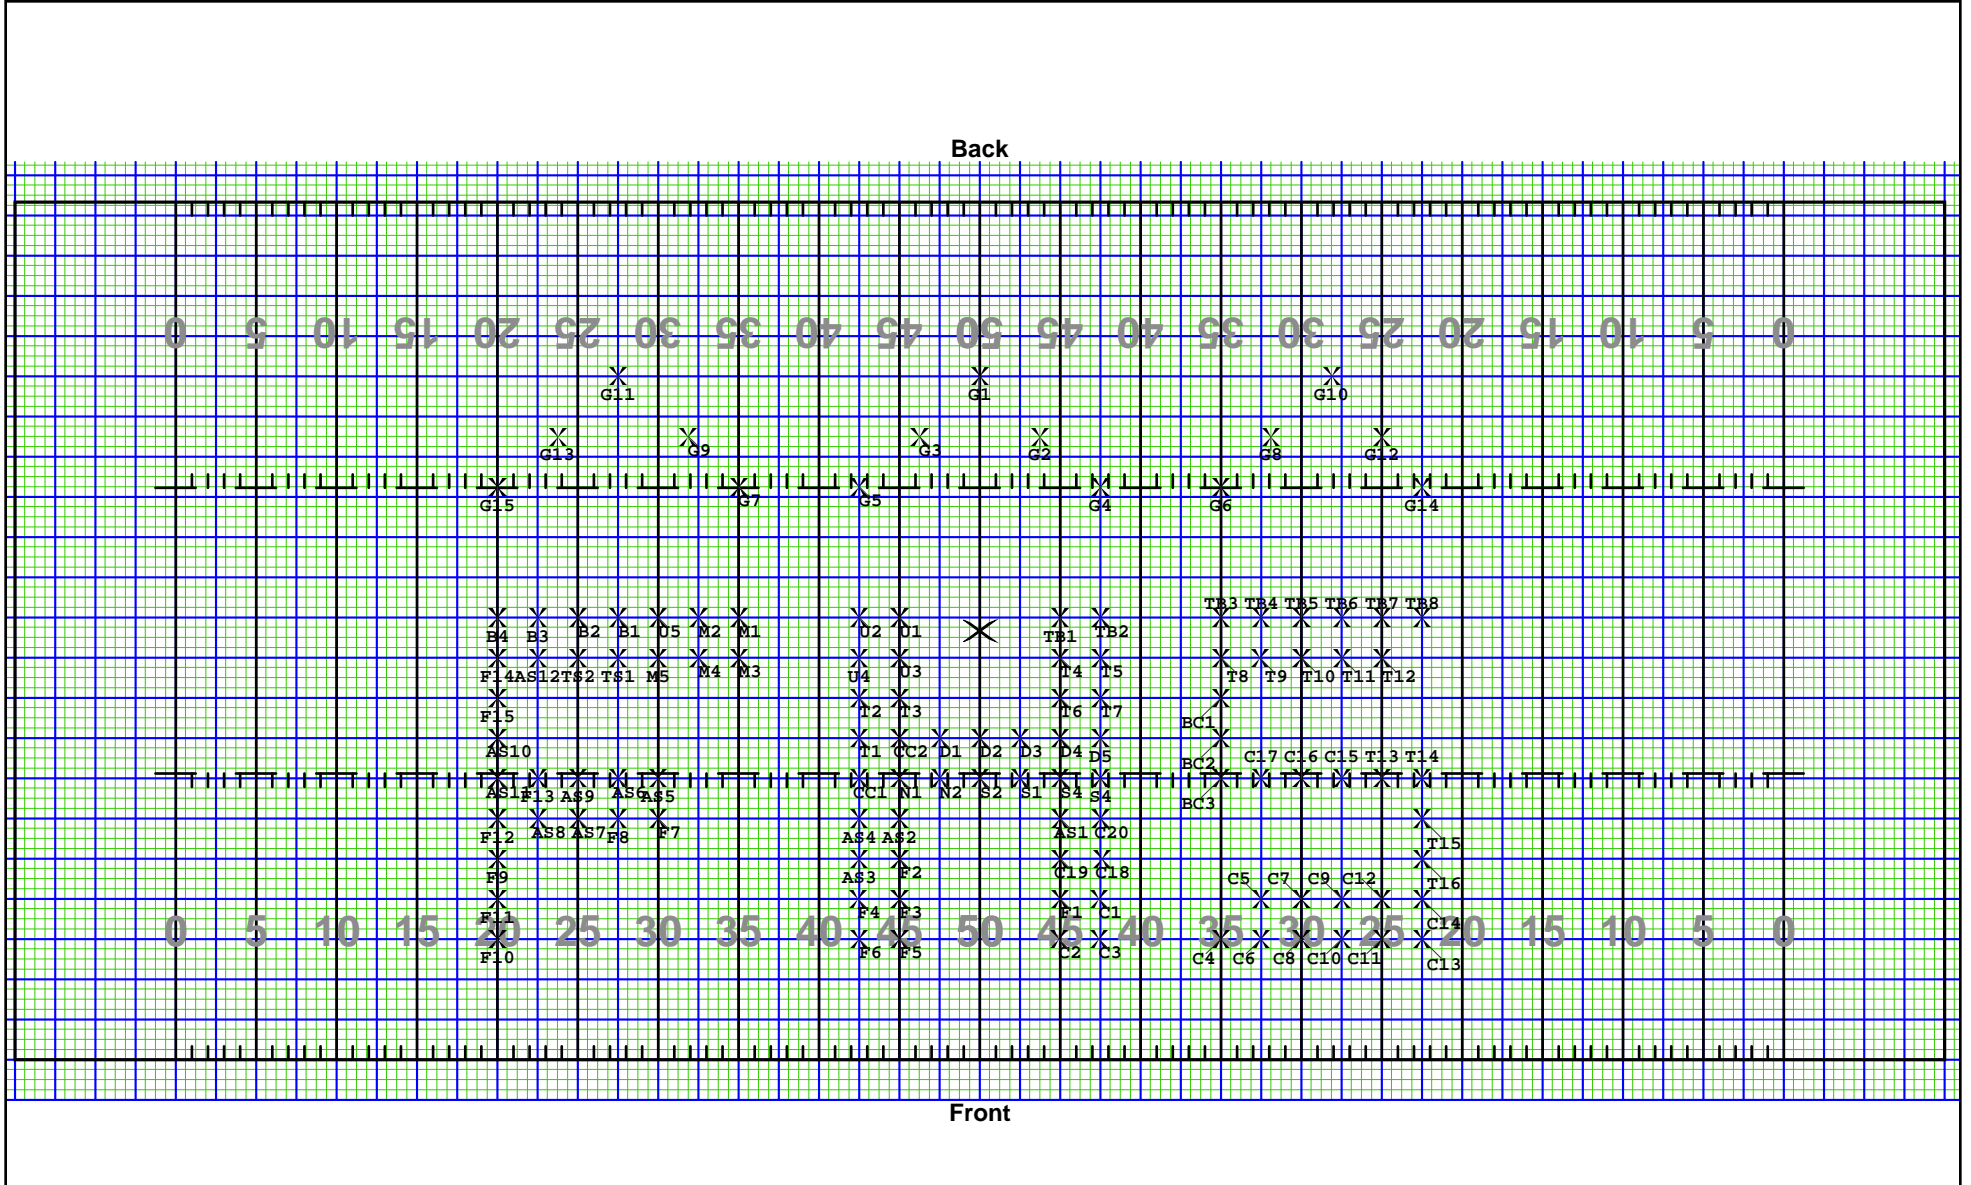 Back
0 5 10 15 20 25 30 35 40 45 50 45 40 35 30 25 20 15 10 5 0
G11 G1 G10
G13 G9 G3 G2 G8 G12
G15 G7 G5 G4 G6 G14
TB3 TB4 TB5 TB6 TB7 TB8
B4 B3 B2 B1 U5 M2 M1 U2 U1 TB1 TB2
F14 AS12 TS2 TS1 M5 M4 M3 U4 U3 T4 T5 T8 T9 T10 T11 T12
F15 T2 T3 T6 T7 BC1
AS10 T1 CC2 D1 D2 D3 D4 D5 BC2 C17 C16 C15 T13 T14
AS11 F13 AS9 AS6 AS5 CC1 N1 N2 S2 S1 S4 S4 BC3
F12 AS8 AS7 F8 F7 AS4 AS2 AS1 C20 T15
F9 AS3 F2 C19 C18 C5 C7 C9 C12 T16
F11 F4 F3 F1 C1 C14
0 5 10 15 20 25 30 35 40 45 50 45 40 35 30 25 20 15 10 5 0
F10 F6 F5 C2 C3 C4 C6 C8 C10 C11 C13
Front